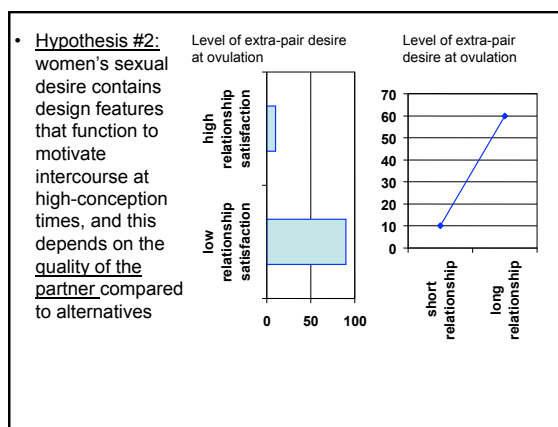 • Hypothesis #2:
women's sexual
desire contains
design features
that function to
motivate
intercourse at
high-conception
times, and this
depends on the
quality of the
partner compared
to alternatives
Level of extra-pair desire
at ovulation
high
relationship
satisfaction
low
relationship
satisfaction
0 50 100
Level of extra-pair
desire at ovulation
70
60
50
40
30
20
10
0
short
relationship
long
relationship